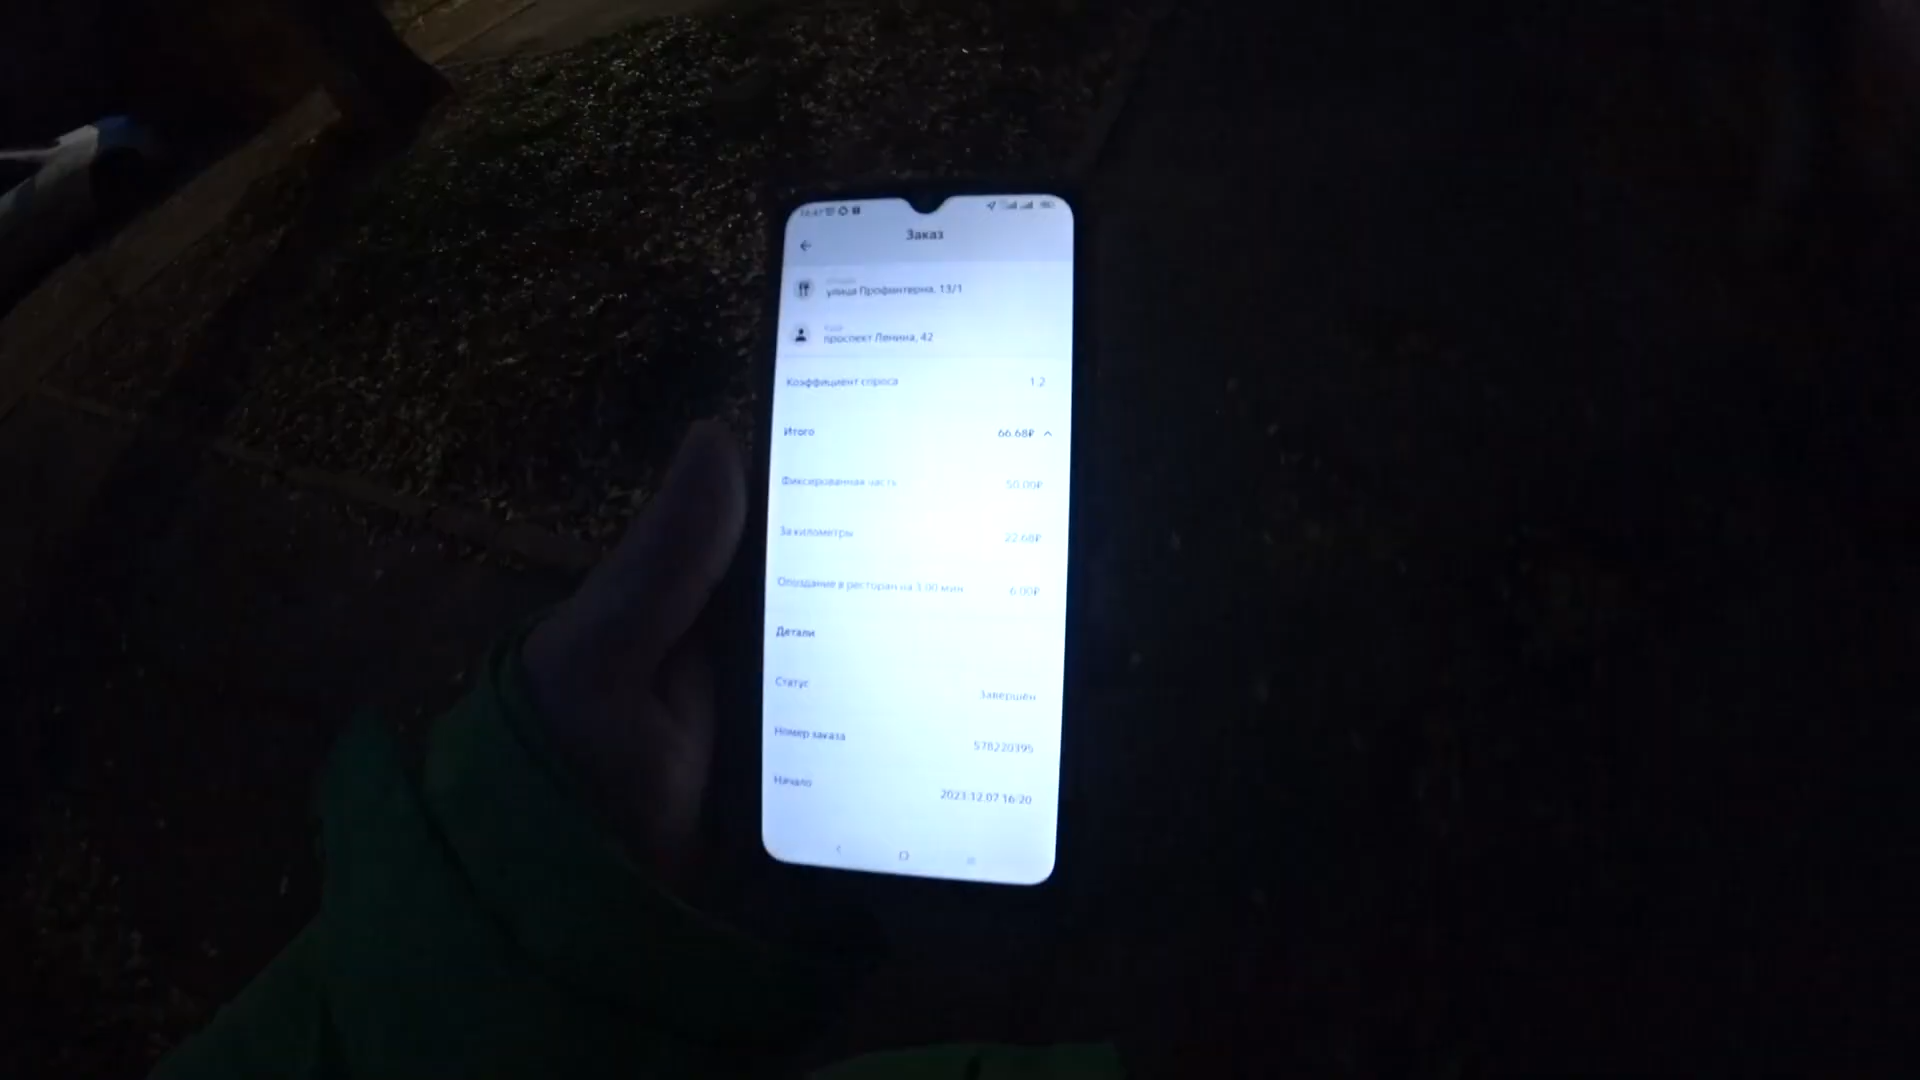 Заказ
улица Профинтерна, 13/1
Куда
проспект Ленина, 42
Коэффициент спроса 1.2
Итого 66.68₽
Фиксированная часть 50.00₽
За километры 22.68₽
Опоздание в ресторан на 3.00 мин 6.00₽
Детали
Статус Завершён
Номер заказа 578220395
Начало 2023.12.07 16:20